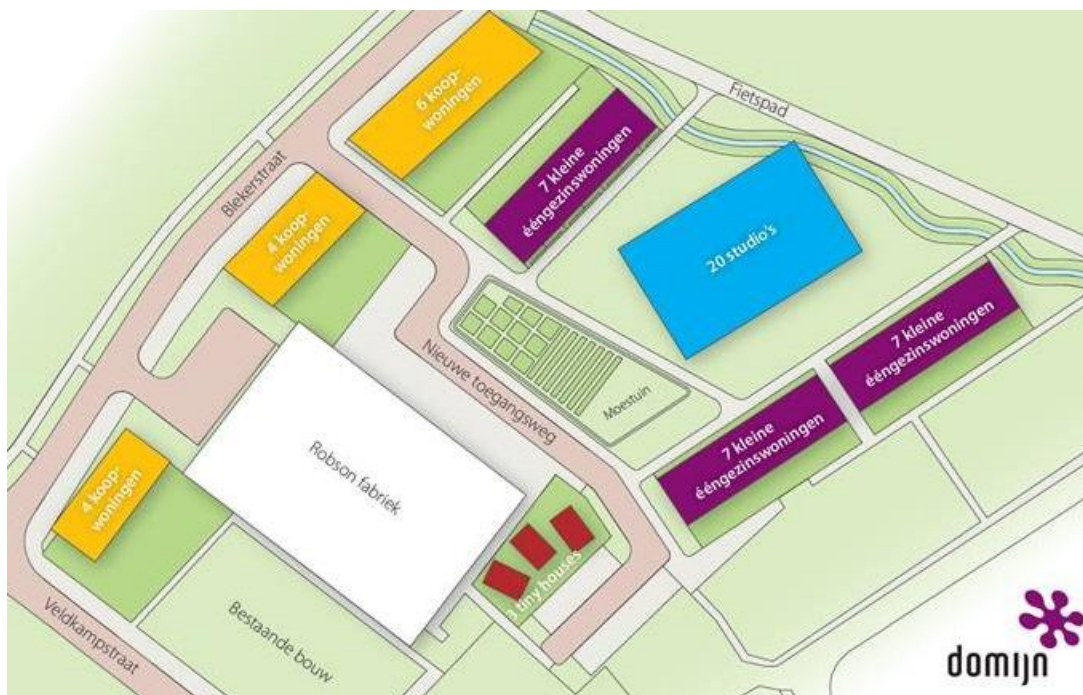 6 koop-
woningen
Fietspad
Blekerstraat
7 kleine
ééngezinswoningen
4 koop-
woningen
20 studio's
7 kleine
ééngezinswoningen
Nieuwe toegangsweg
Moestuin
7 kleine
ééngezinswoningen
Robson fabriek
4 koop-
woningen
3 tiny houses
Bestaande bouw
Veldkampstraat
domijn